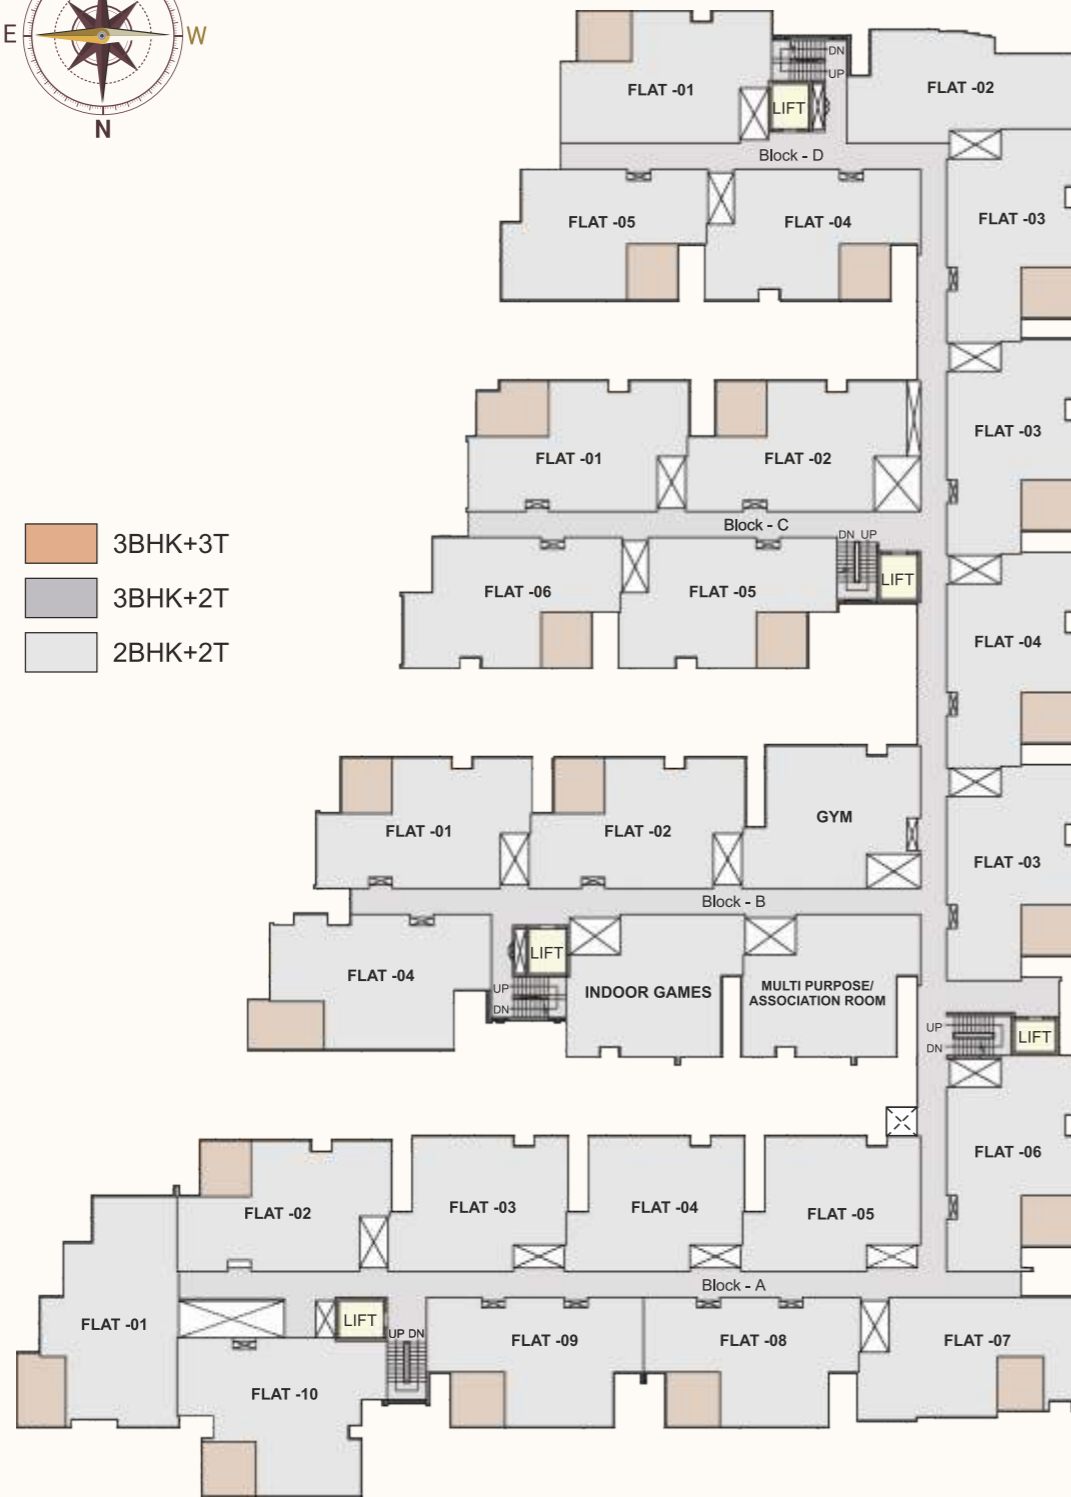 E
W
N
DN
UP
FLAT -01
LIFT
FLAT -02
Block - D
FLAT -05
FLAT -04
FLAT -03
FLAT -01
FLAT -02
FLAT -03
Block - C
DN UP
LIFT
FLAT -06
FLAT -05
3BHK+3T
3BHK+2T
2BHK+2T
FLAT -04
FLAT -01
FLAT -02
GYM
FLAT -03
Block - B
FLAT -04
LIFT
UP
DN
INDOOR GAMES
MULTI PURPOSE/
ASSOCIATION ROOM
UP
DN
LIFT
FLAT -06
FLAT -02
FLAT -03
FLAT -04
FLAT -05
Block - A
FLAT -01
LIFT
UP DN
FLAT -09
FLAT -08
FLAT -07
FLAT -10